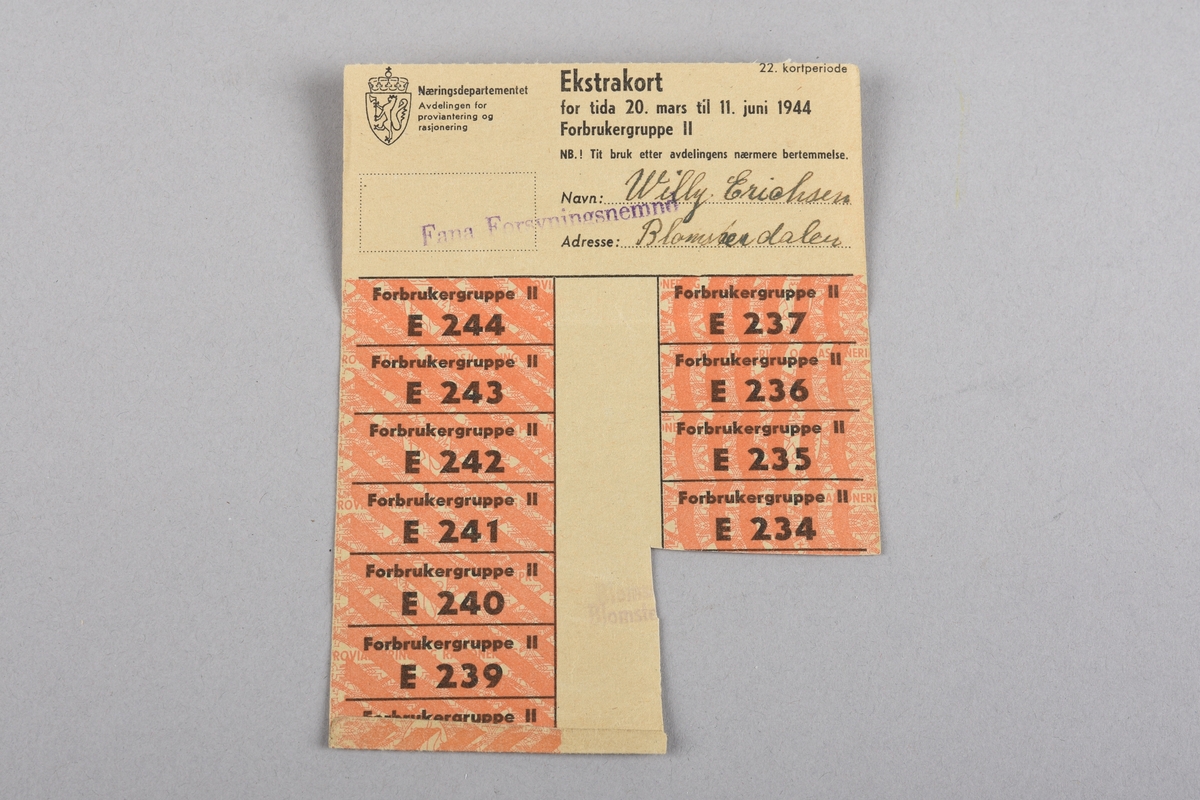 22. kortperiode
Næringsdepartementet
Avdelingen for
proviantering og
rasjonering
Ekstrakort
for tida 20. mars til 11. juni 1944
Forbrukergruppe II
NB.! Tit bruk etter avdelingens nærmere bertemmelse.
Navn: Willy Erichsen
Fana Forsyningsnemnd
Adresse: Blomsterdalen
Forbrukergruppe II
E 244
Forbrukergruppe II
E 243
Forbrukergruppe II
E 242
Forbrukergruppe II
E 241
Forbrukergruppe II
E 240
Forbrukergruppe II
E 239
Forbrukergruppe II
Forbrukergruppe II
E 237
Forbrukergruppe II
E 236
Forbrukergruppe II
E 235
Forbrukergruppe II
E 234
Blomste